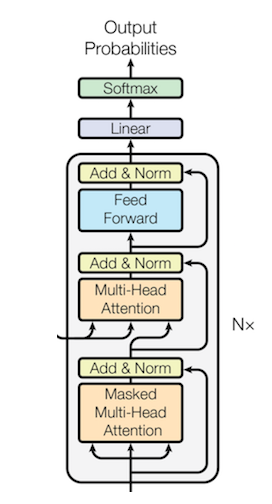 Output
Probabilities
Softmax
Linear
Add & Norm
Feed
Forward
Add & Norm
Multi-Head
Attention
N×
Add & Norm
Masked
Multi-Head
Attention